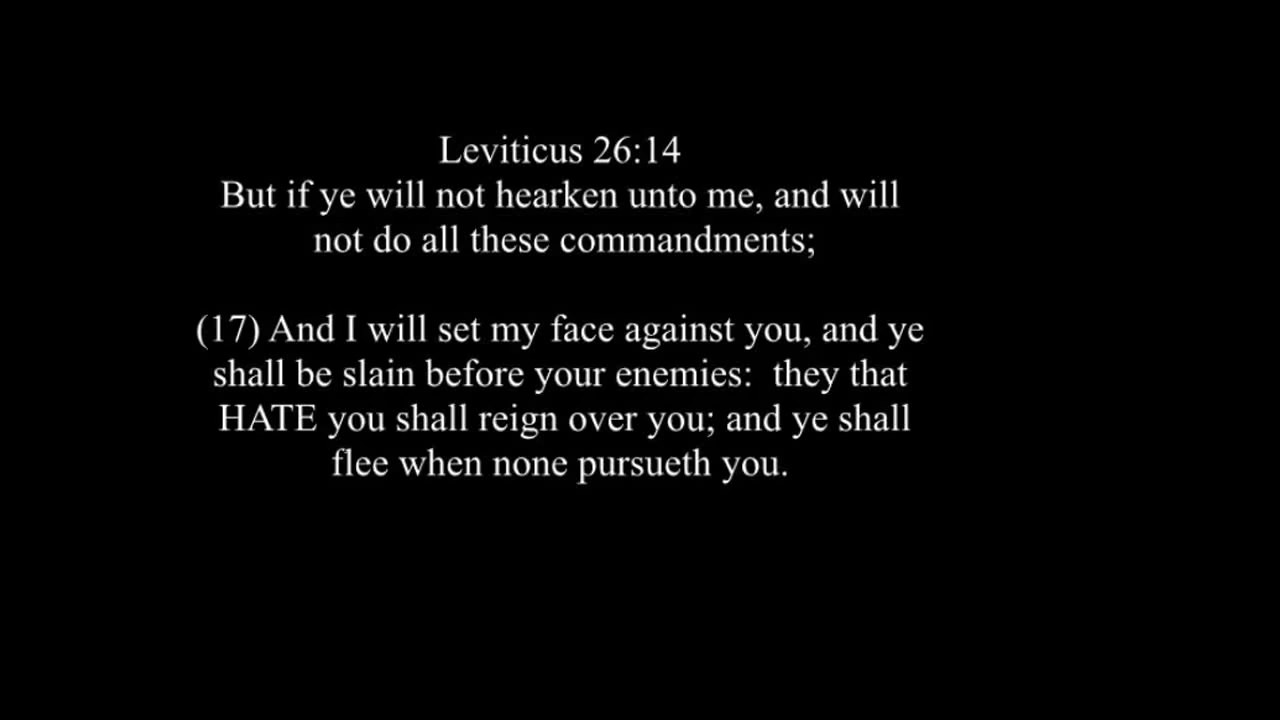 Leviticus 26:14
But if ye will not hearken unto me, and will
not do all these commandments;
(17) And I will set my face against you, and ye
shall be slain before your enemies:  they that
HATE you shall reign over you; and ye shall
flee when none pursueth you.